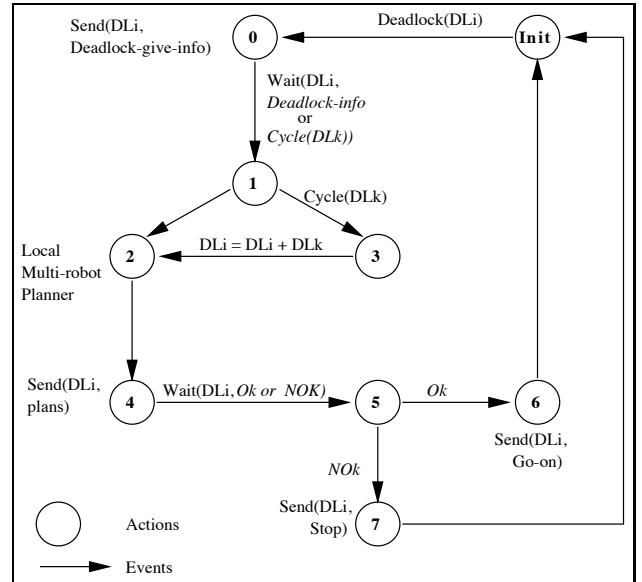 Deadlock(DLi)
Send(DLi,
Deadlock-give-info)
0
Init
Wait(DLi,
Deadlock-info
or
Cycle(DLk))
1
Cycle(DLk)
Local
Multi-robot
Planner
2
DLi = DLi + DLk
3
Send(DLi,
plans)
4
Wait(DLi,Ok or NOK)
5
Ok
6
Send(DLi,
Go-on)
NOk
Send(DLi,
Stop)
7
Actions
Events